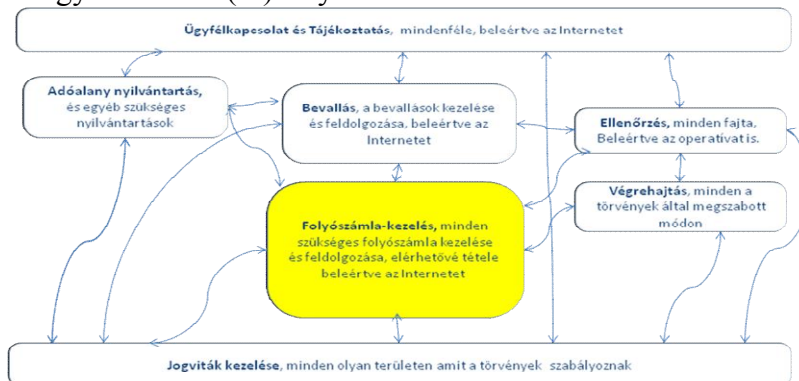 Ügyfélkapcsolat és Tájékoztatás, mindenféle, beleértve az Internetet
Adóalany nyilvántartás,
és egyéb szükséges
nyilvántartások
Bevallás, a bevallások kezelése
és feldolgozása, beleértve az
Internetet
Ellenőrzés, minden fajta,
Beleértve az operatívat is.
Folyószámla-kezelés, minden
szükséges folyószámla kezelése
és feldolgozása, elérhetővé tétele
beleértve az Internetet
Végrehajtás, minden a
törvények által megszabott
módon
Jogviták kezelése, minden olyan területen amit a törvények szabályoznak